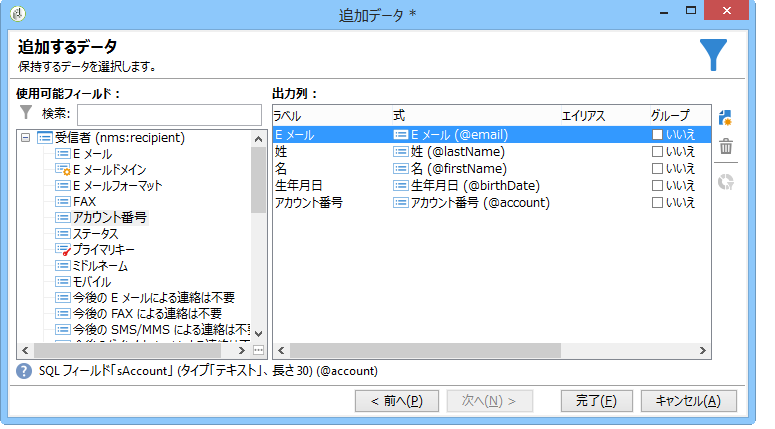 追加データ *
追加するデータ
保持するデータを選択します。
使用可能フィールド：
検索:
受信者 (nms:recipient)
E メール
E メールドメイン
E メールフォーマット
FAX
アカウント番号
ステータス
プライマリキー
ミドルネーム
モバイル
今後の E メールによる連絡は不要
今後の FAX による連絡は不要
今後の SMS/MMS による連絡は不
出力列：
ラベル 式 エイリアス グループ
E メール E メール (@email) いいえ
姓 姓 (@lastName) いいえ
名 名 (@firstName) いいえ
生年月日 生年月日 (@birthDate) いいえ
アカウント番号 アカウント番号 (@account) いいえ
SQL フィールド「sAccount」 (タイプ「テキスト」、長さ30) (@account)
< 前へ(P) 次へ(N) > 完了(F) キャンセル(A)